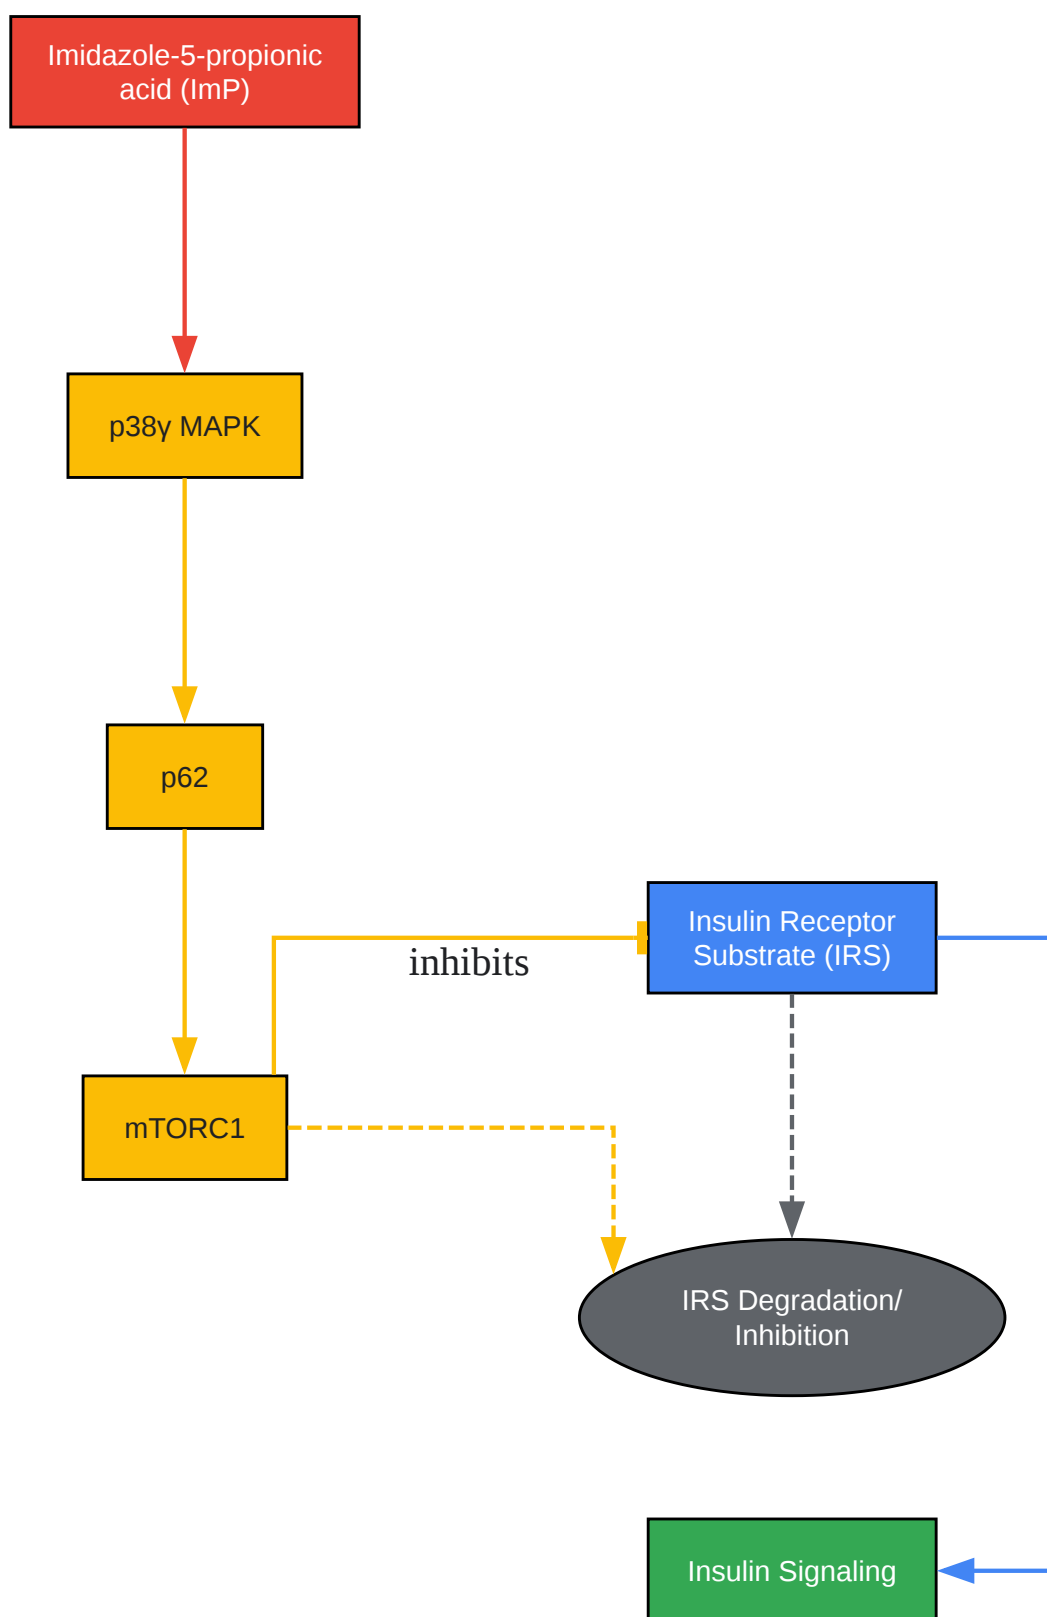 Imidazole-5-propionic
acid (ImP)
p38γ MAPK
p62
Insulin Receptor
Substrate (IRS)
inhibits
mTORC1
IRS Degradation/
Inhibition
Insulin Signaling